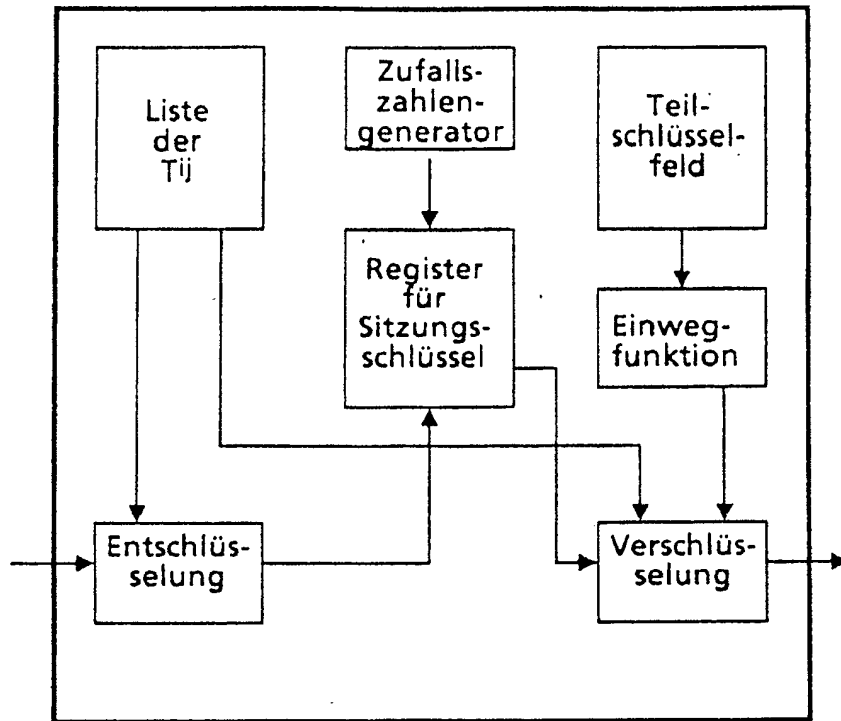 Liste
der
Tij
Zufalls-
zahlen-
generator
Teil-
schlüssel-
feld
Register
für
Sitzungs-
schlüssel
Einweg-
funktion
Entschlüs-
selung
Verschlüs-
selung